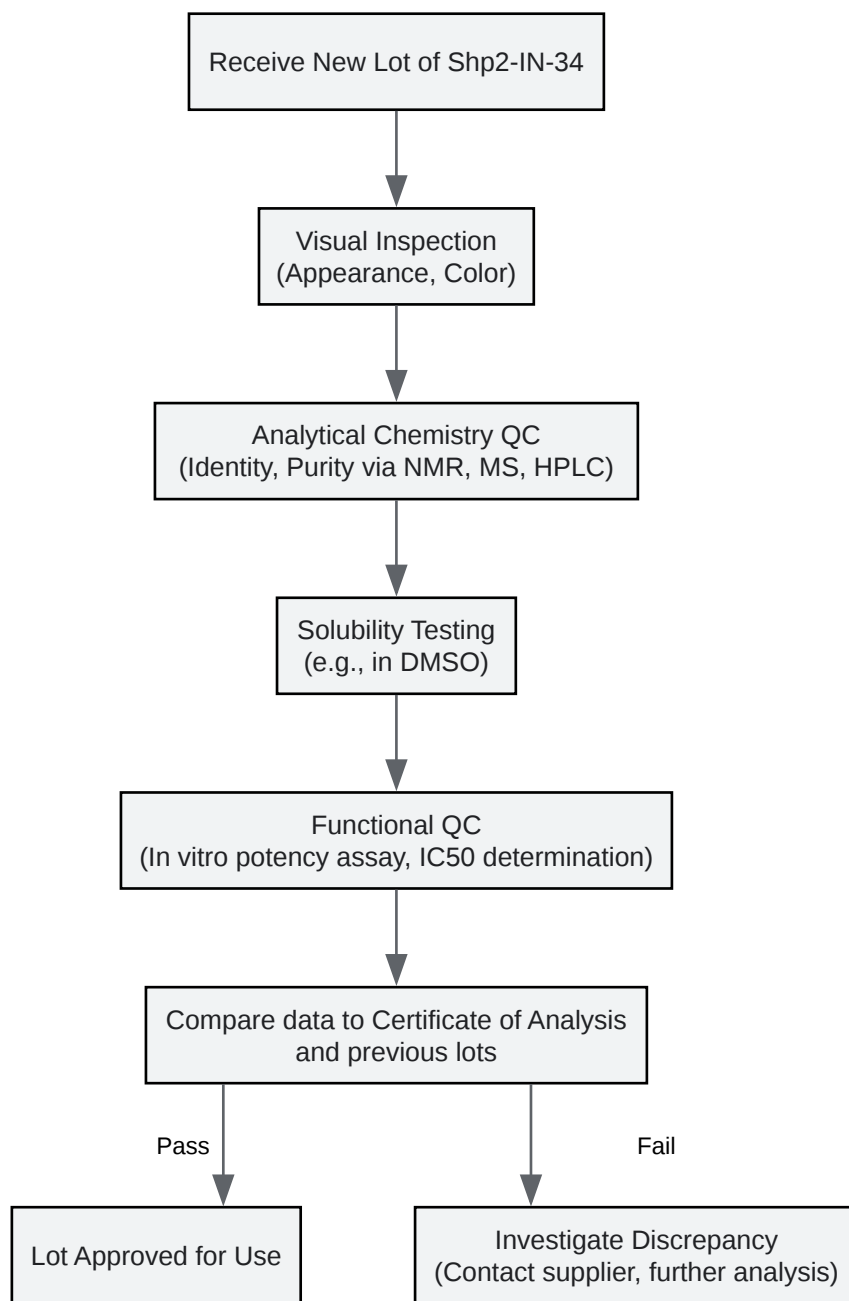 Receive New Lot of Shp2-IN-34
Visual Inspection
(Appearance, Color)
Analytical Chemistry QC
(Identity, Purity via NMR, MS, HPLC)
Solubility Testing
(e.g., in DMSO)
Functional QC
(In vitro potency assay, IC50 determination)
Compare data to Certificate of Analysis
and previous lots
Pass
Fail
Lot Approved for Use
Investigate Discrepancy
(Contact supplier, further analysis)